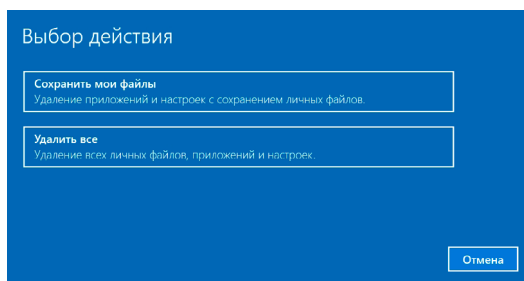 Выбор действия
Сохранить мои файлы
Удаление приложений и настроек с сохранением личных файлов.
Удалить все
Удаление всех личных файлов, приложений и настроек.
Отмена